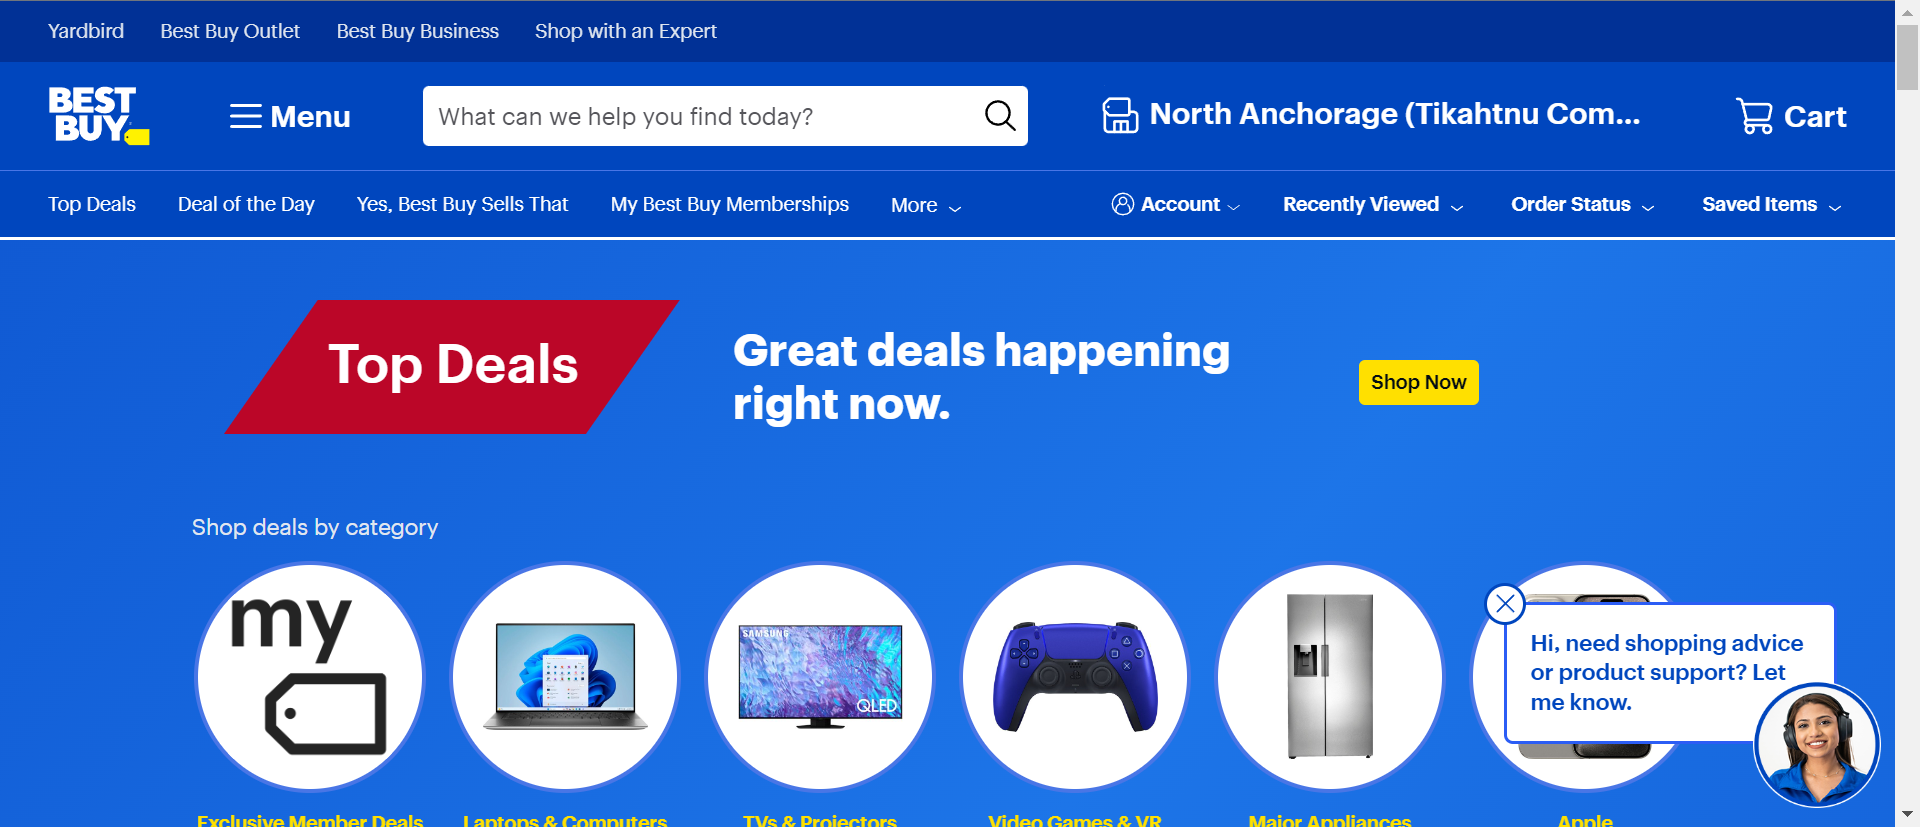 Yardbird Best Buy Outlet Best Buy Business Shop with an Expert
BEST
BUY
Menu
What can we help you find today?
North Anchorage (Tikahtnu Com...
Cart
Top Deals Deal of the Day Yes, Best Buy Sells That My Best Buy Memberships More Account Recently Viewed Order Status Saved Items
Top Deals
Great deals happening
right now.
Shop Now
Shop deals by category
my
SAMSUNG
QLED
Hi, need shopping advice
or product support? Let
me know.
Exclusive Member Deals Laptops & Computers TVs & Projectors Video Games & VR Major Appliances Apple